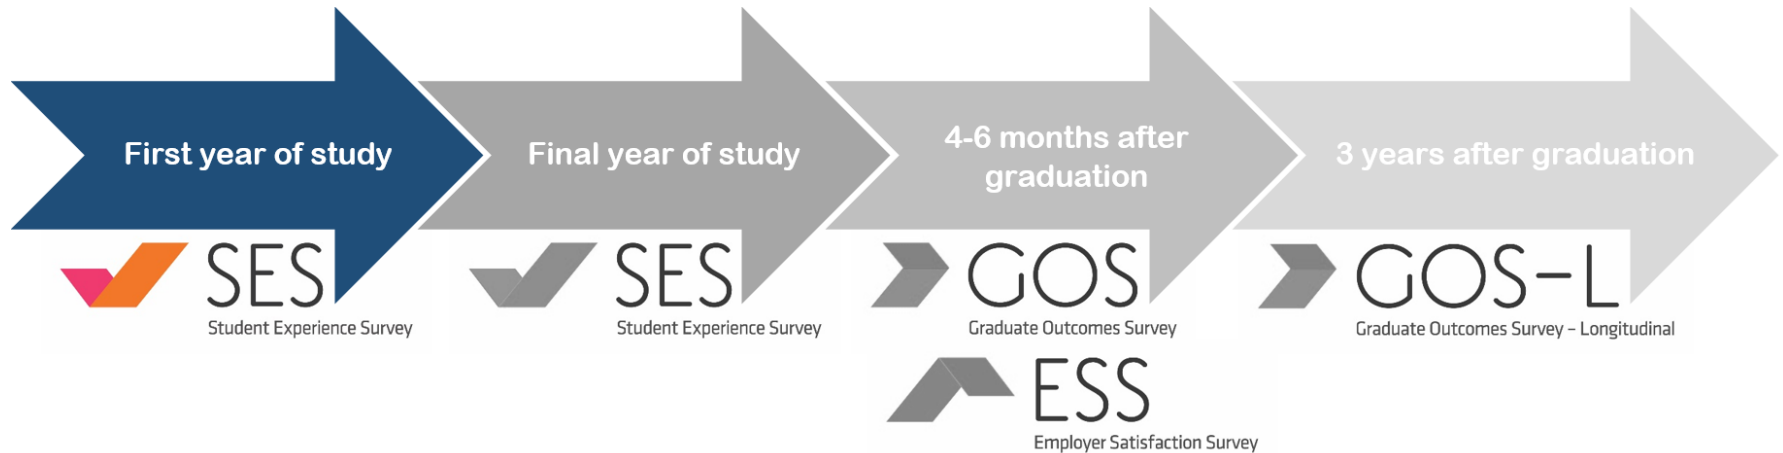 First year of study
Final year of study
4-6 months after
graduation
3 years after graduation
SES
Student Experience Survey
SES
Student Experience Survey
GOS
Graduate Outcomes Survey
GOS-L
Graduate Outcomes Survey – Longitudinal
ESS
Employer Satisfaction Survey